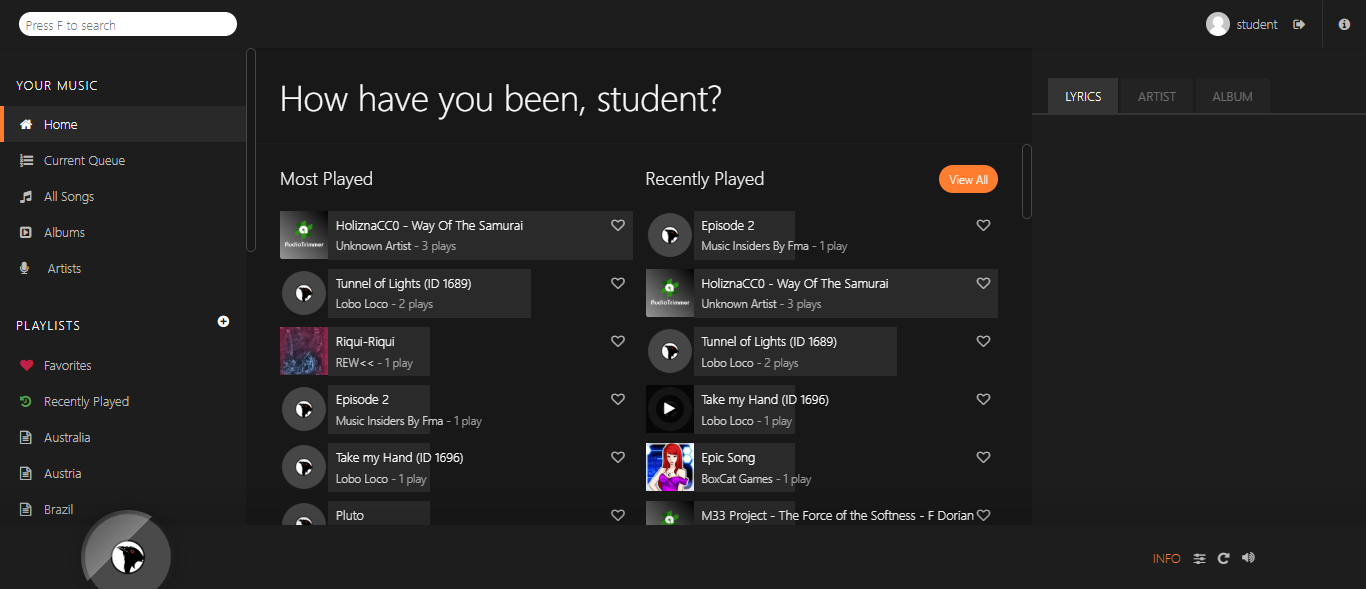 Press F to search
student
YOUR MUSIC
Home
Current Queue
All Songs
Albums
Artists
PLAYLISTS
Favorites
Recently Played
Australia
Austria
Brazil
How have you been, student?
Most Played
HoliznaCC0 - Way Of The Samurai
Unknown Artist - 3 plays
Tunnel of Lights (ID 1689)
Lobo Loco - 2 plays
Riqui-Riqui
REW<< - 1 play
Episode 2
Music Insiders By Fma - 1 play
Take my Hand (ID 1696)
Lobo Loco - 1 play
Pluto
Recently Played
View All
Episode 2
Music Insiders By Fma - 1 play
HoliznaCC0 - Way Of The Samurai
Unknown Artist - 3 plays
Tunnel of Lights (ID 1689)
Lobo Loco - 2 plays
Take my Hand (ID 1696)
Lobo Loco - 1 play
Epic Song
BoxCat Games - 1 play
M33 Project - The Force of the Softness - F Dorian
LYRICS
ARTIST
ALBUM
AudioTrimmer
AudioTrimmer
AudioTrimmer
INFO